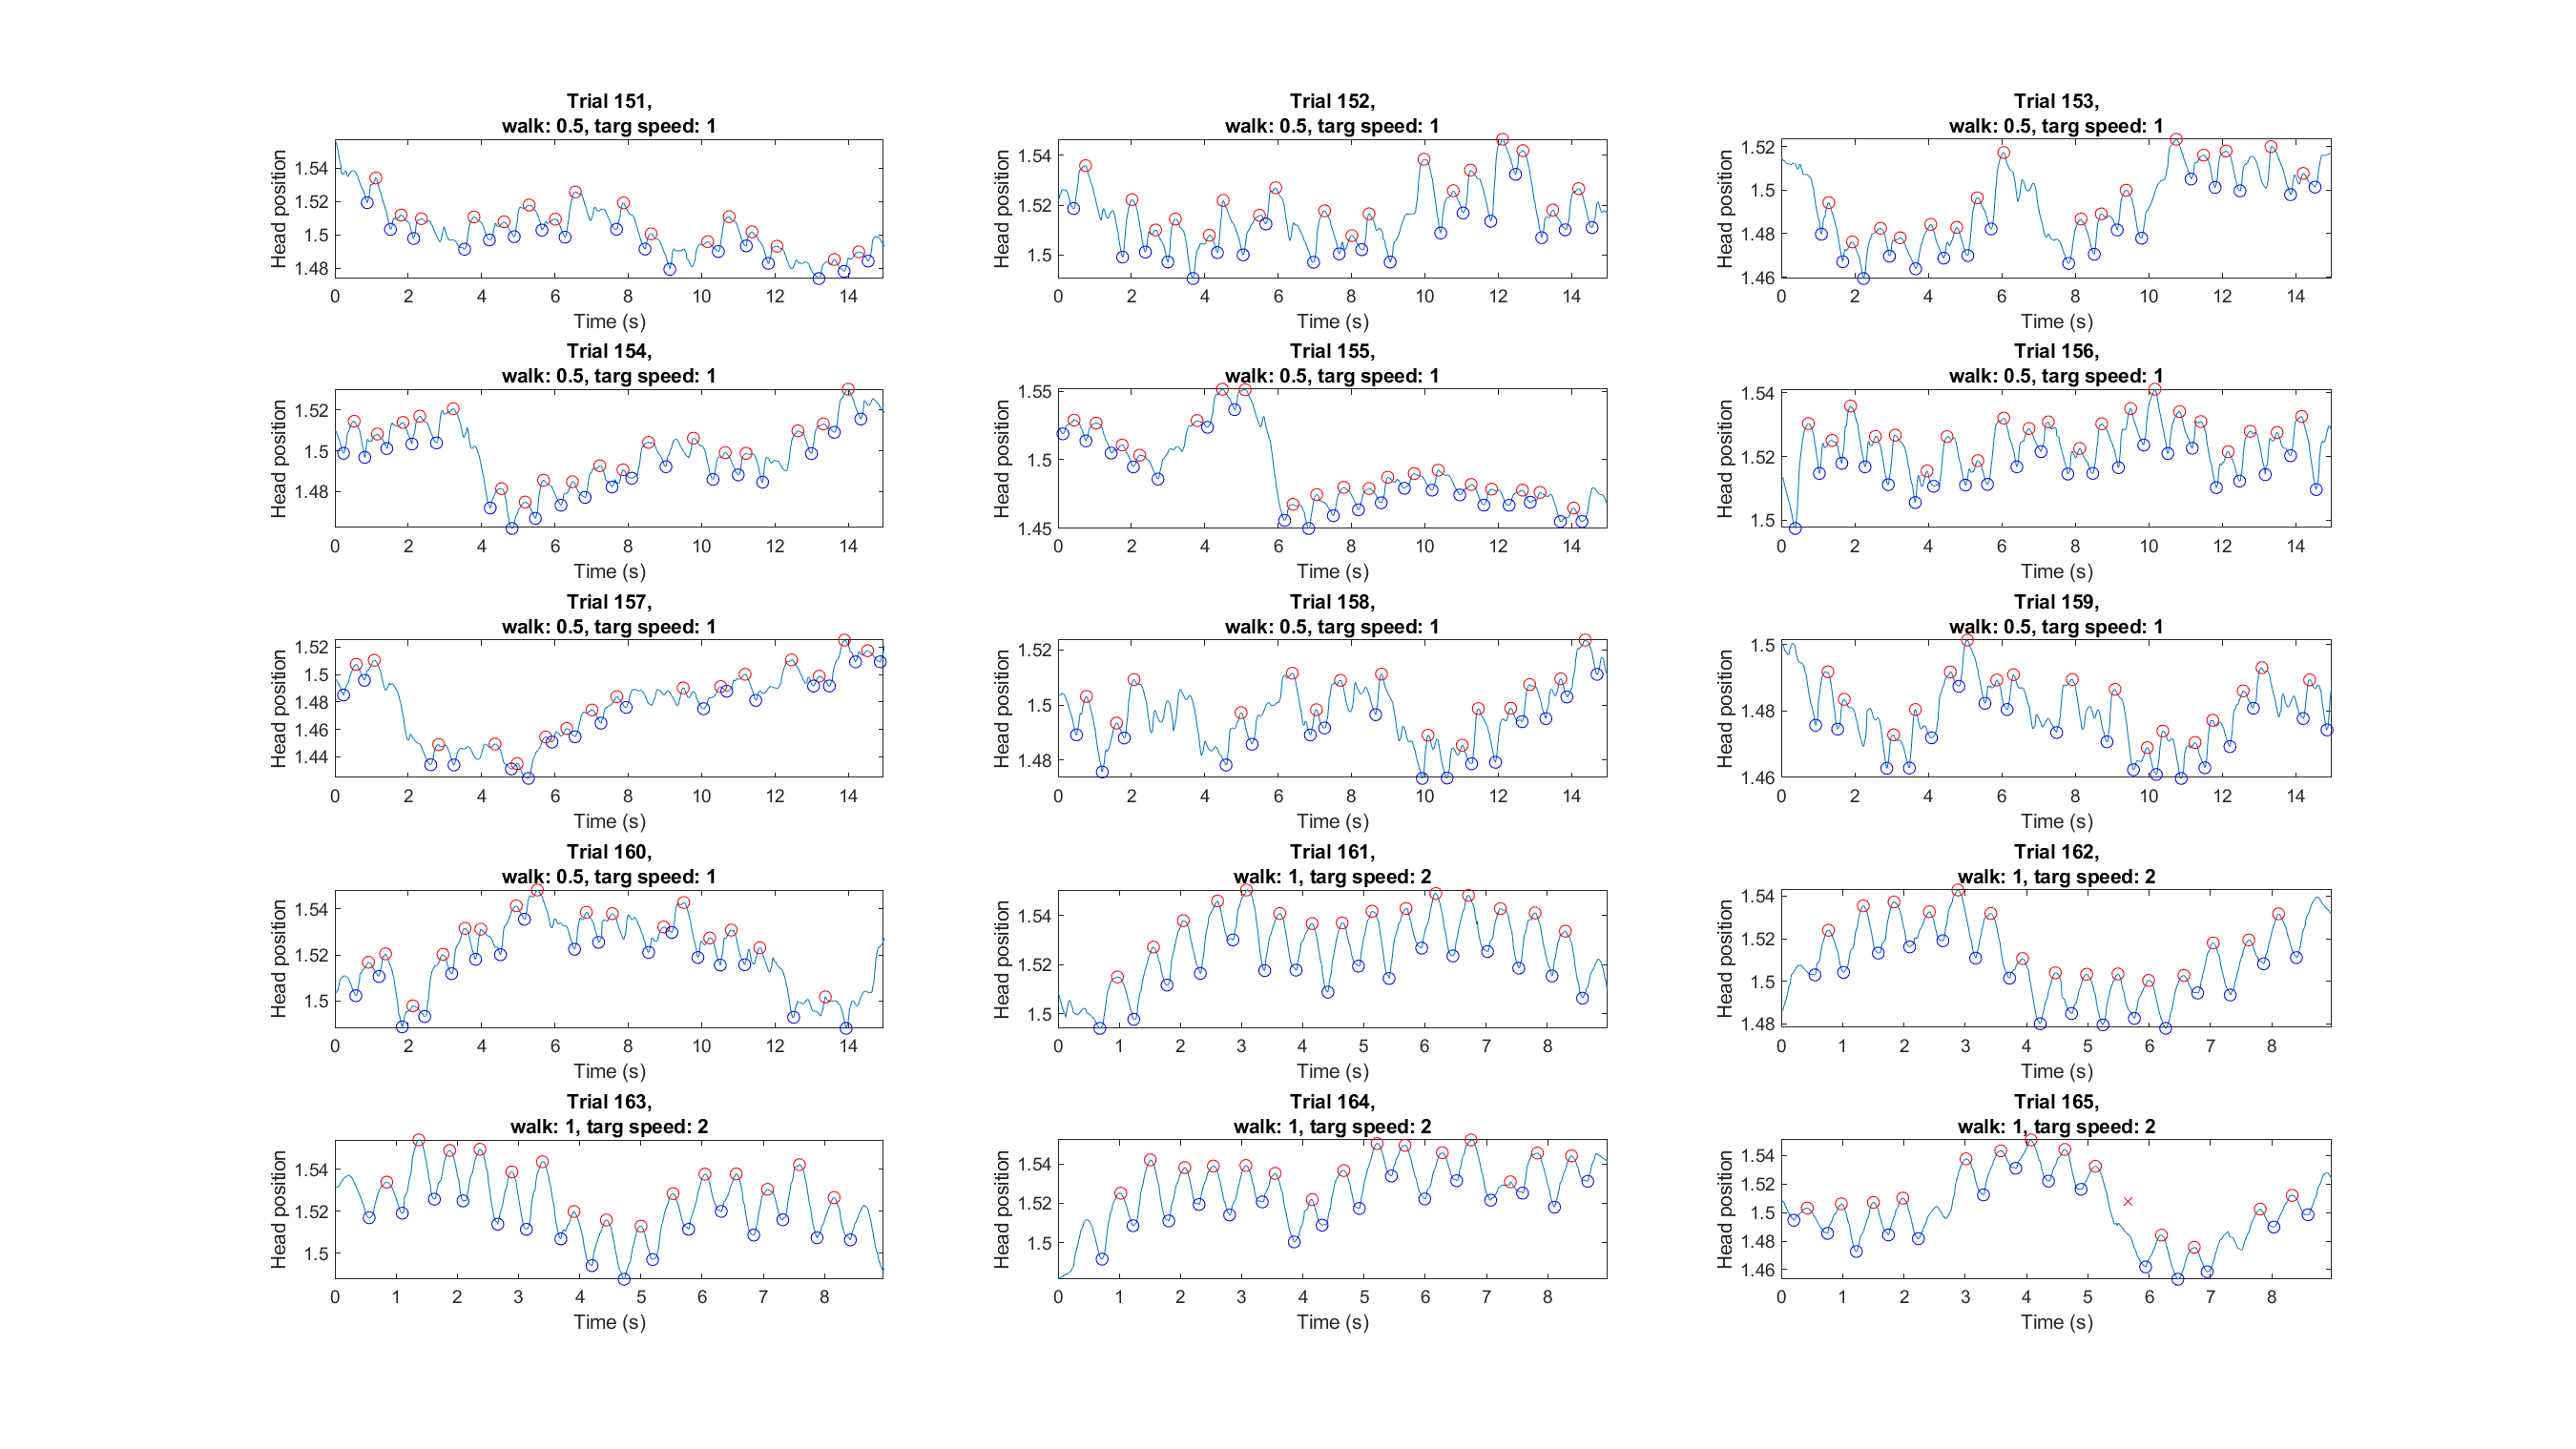 Trial 151,
walk: 0.5, targ speed: 1
Head position
1.54
1.52
1.5
1.48
0 2 4 6 8 10 12 14
Time (s)
Trial 152,
walk: 0.5, targ speed: 1
Head position
1.54
1.52
1.5
0 2 4 6 8 10 12 14
Time (s)
Trial 153,
walk: 0.5, targ speed: 1
Head position
1.52
1.5
1.48
1.46
0 2 4 6 8 10 12 14
Time (s)
Trial 154,
walk: 0.5, targ speed: 1
Head position
1.52
1.5
1.48
0 2 4 6 8 10 12 14
Time (s)
Trial 155,
walk: 0.5, targ speed: 1
Head position
1.55
1.5
1.45
0 2 4 6 8 10 12 14
Time (s)
Trial 156,
walk: 0.5, targ speed: 1
Head position
1.54
1.52
1.5
0 2 4 6 8 10 12 14
Time (s)
Trial 157,
walk: 0.5, targ speed: 1
Head position
1.52
1.5
1.48
1.46
1.44
0 2 4 6 8 10 12 14
Time (s)
Trial 158,
walk: 0.5, targ speed: 1
Head position
1.52
1.5
1.48
0 2 4 6 8 10 12 14
Time (s)
Trial 159,
walk: 0.5, targ speed: 1
Head position
1.5
1.48
1.46
0 2 4 6 8 10 12 14
Time (s)
Trial 160,
walk: 0.5, targ speed: 1
Head position
1.54
1.52
1.5
0 2 4 6 8 10 12 14
Time (s)
Trial 161,
walk: 1, targ speed: 2
Head position
1.54
1.52
1.5
0 1 2 3 4 5 6 7 8
Time (s)
Trial 162,
walk: 1, targ speed: 2
Head position
1.54
1.52
1.5
1.48
0 1 2 3 4 5 6 7 8
Time (s)
Trial 163,
walk: 1, targ speed: 2
Head position
1.54
1.52
1.5
0 1 2 3 4 5 6 7 8
Time (s)
Trial 164,
walk: 1, targ speed: 2
Head position
1.54
1.52
1.5
0 1 2 3 4 5 6 7 8
Time (s)
Trial 165,
walk: 1, targ speed: 2
Head position
1.54
1.52
1.5
1.48
1.46
0 1 2 3 4 5 6 7 8
Time (s)